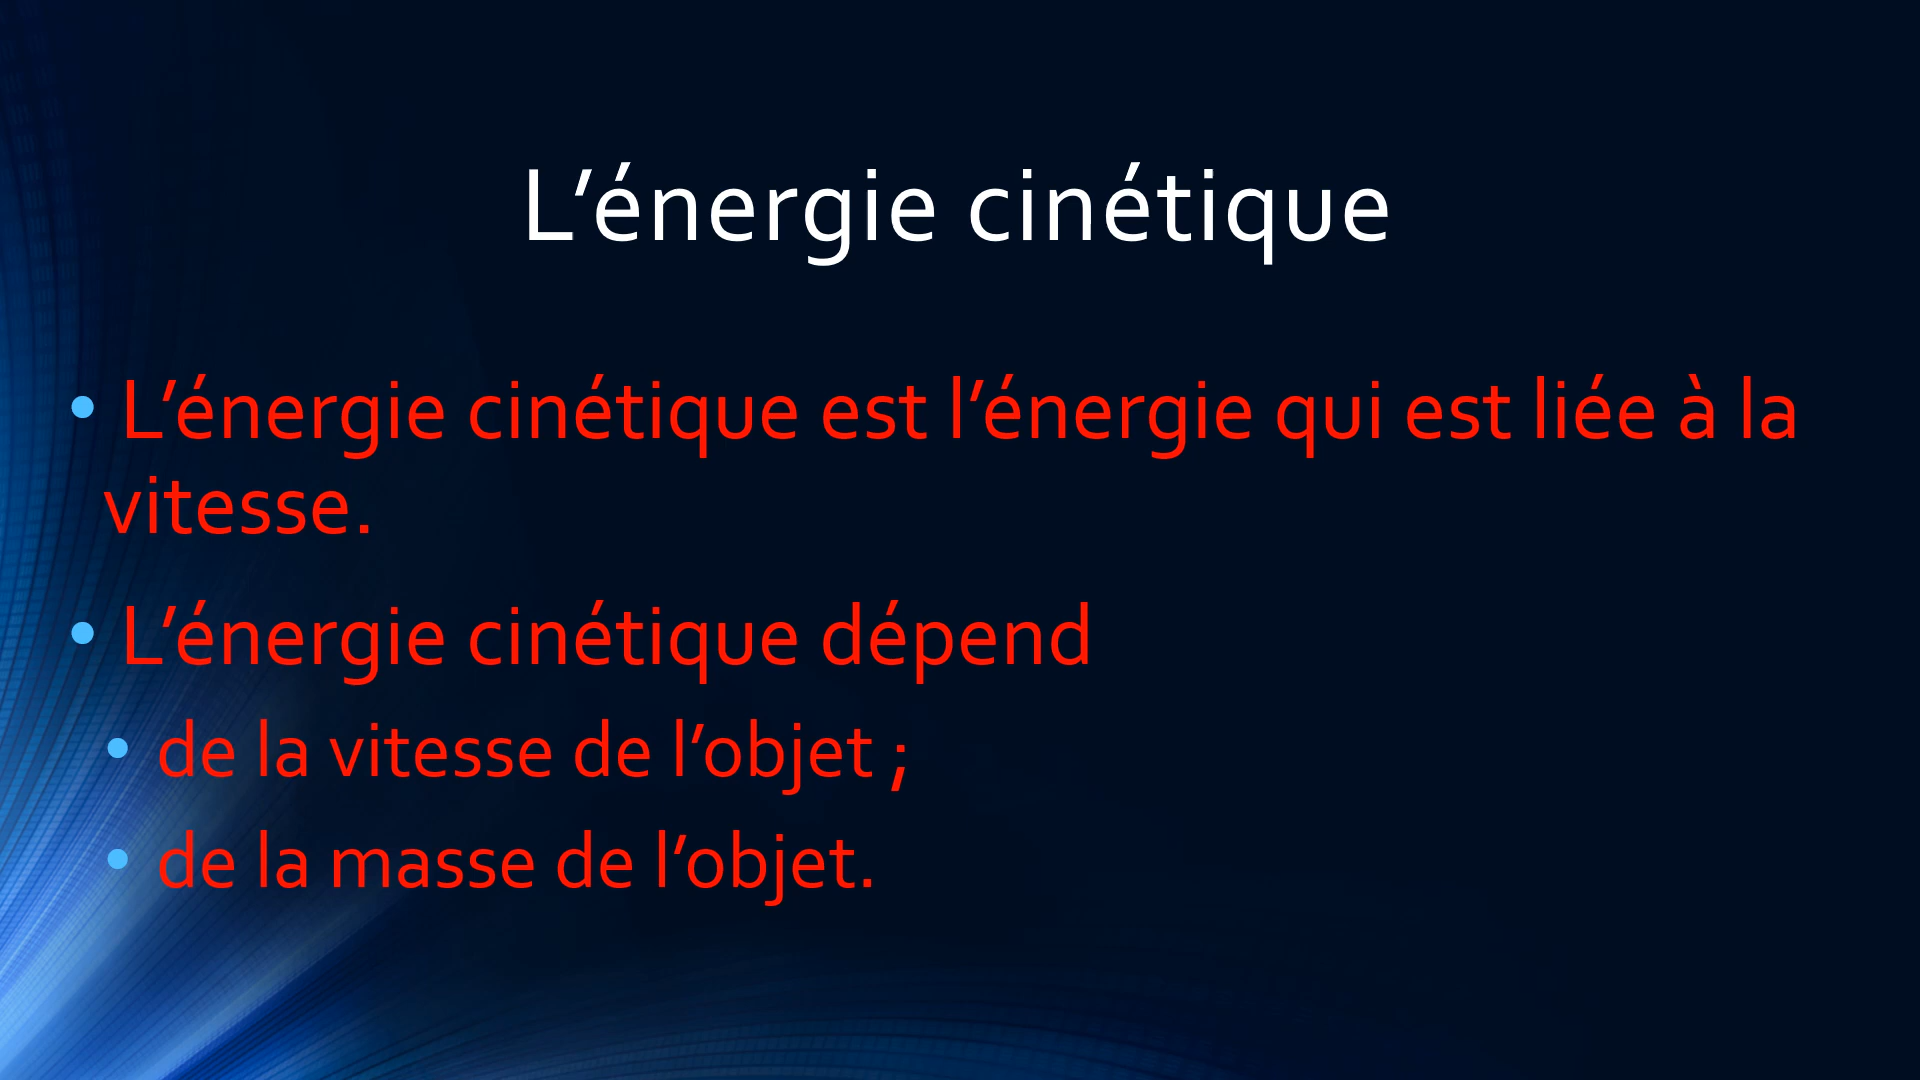 L’énergie cinétique
• L’énergie cinétique est l’énergie qui est liée à la
vitesse.
• L’énergie cinétique dépend
• de la vitesse de l’objet ;
• de la masse de l’objet.